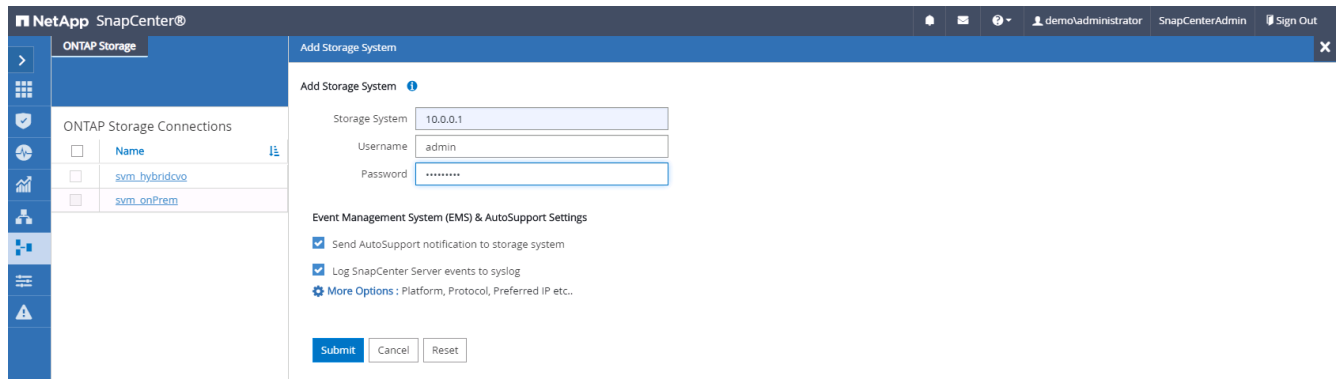 NetApp SnapCenter®
demo\administrator SnapCenterAdmin Sign Out
ONTAP Storage
Add Storage System
Add Storage System
ONTAP Storage Connections
Name
svm_hybridcvo
svm_onPrem
Storage System 10.0.0.1
Username admin
Password •••••••••
Event Management System (EMS) & AutoSupport Settings
Send AutoSupport notification to storage system
Log SnapCenter Server events to syslog
More Options : Platform, Protocol, Preferred IP etc..
Submit Cancel Reset